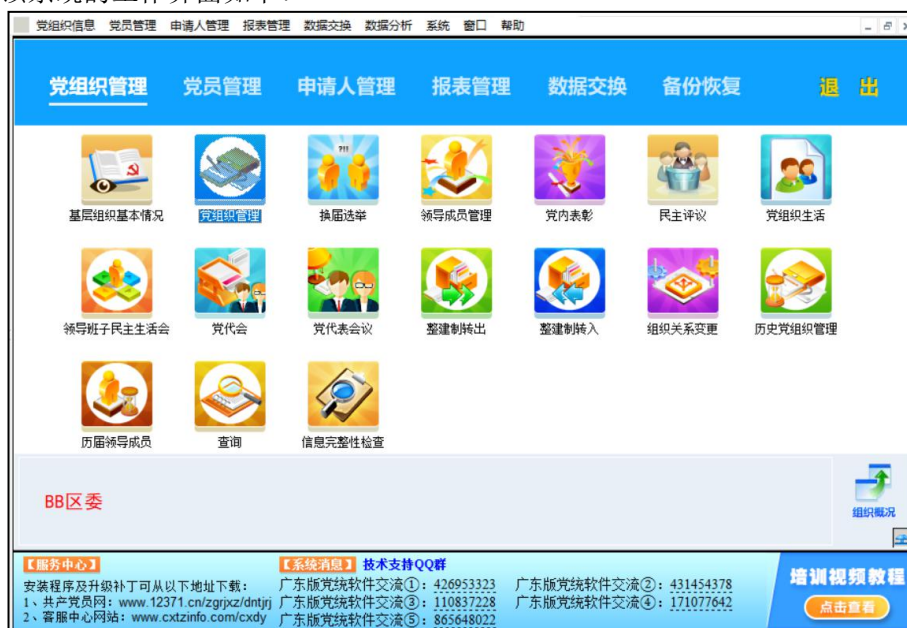 党组织信息 党员管理 申请人管理 报表管理 数据交换 数据分析 系统 窗口 帮助
党组织管理 党员管理 申请人管理 报表管理 数据交换 备份恢复 退 出
?!!
基层组织基本情况 党组织管理 换届选举 领导成员管理 党内表彰 民主评议 党组织生活
领导班子民主生活会 党代会 党代表会议 整建制转出 整建制转入 组织关系变更 历史党组织管理
历届领导成员 查询 信息完整性检查
BB区委
组织概况
【服务中心】 【系统消息】 技术支持QQ群
安装程序及升级补丁可从以下地址下载: 广东版党统软件交流①: 426953323 广东版党统软件交流②: 431454378
1、共产党员网: www.12371.cn/zgrjxz/dntjrj 广东版党统软件交流③: 110837228 广东版党统软件交流④: 171077642
2、客服中心网站: www.cxtzinfo.com/cxdy 广东版党统软件交流⑤: 865648022
培训视频教程
点击查看